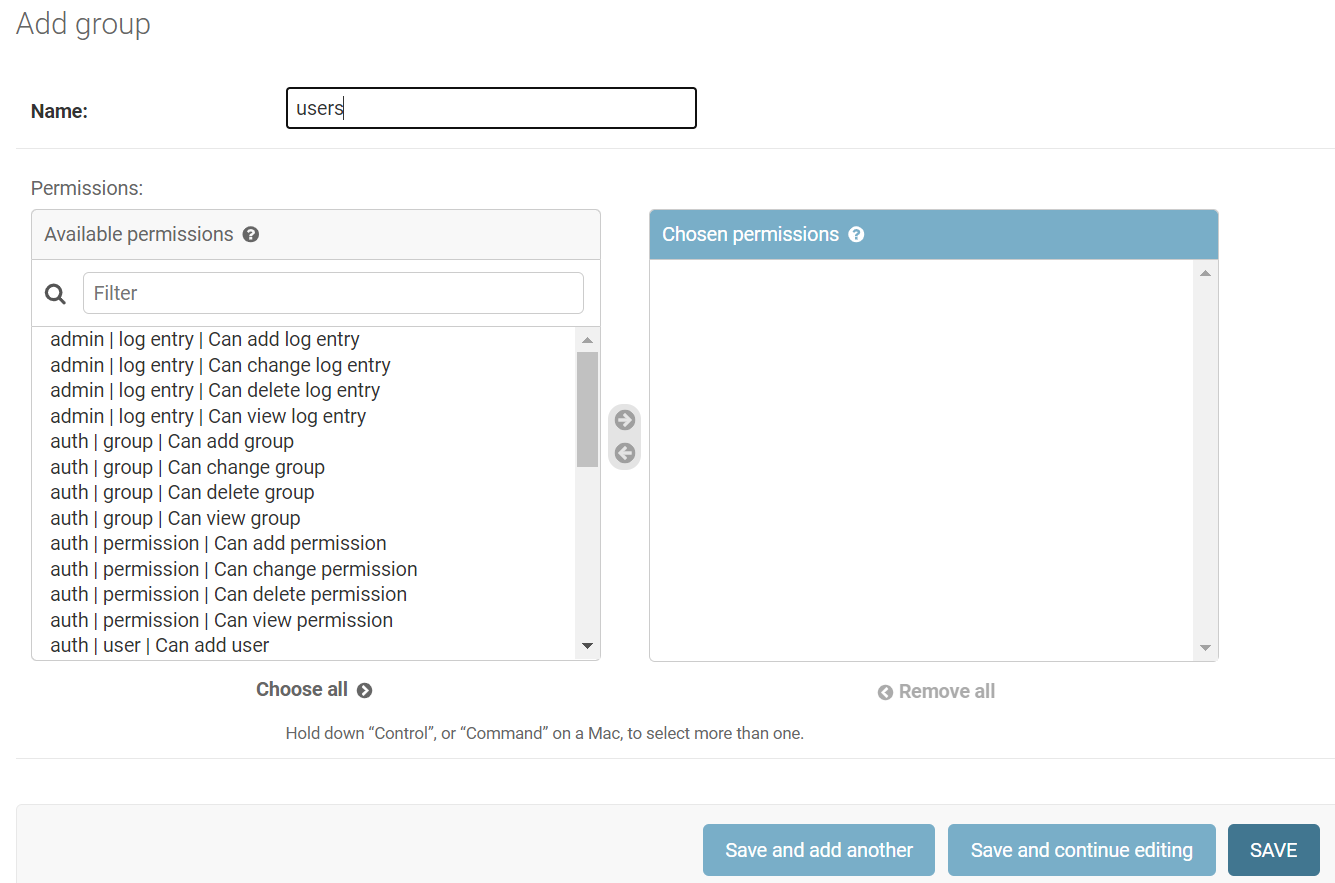 Add group
Name:
users
Permissions:
Available permissions ?
Chosen permissions ?
Filter
admin | log entry | Can add log entry
admin | log entry | Can change log entry
admin | log entry | Can delete log entry
admin | log entry | Can view log entry
auth | group | Can add group
auth | group | Can change group
auth | group | Can delete group
auth | group | Can view group
auth | permission | Can add permission
auth | permission | Can change permission
auth | permission | Can delete permission
auth | permission | Can view permission
auth | user | Can add user
Choose all
Remove all
Hold down “Control”, or “Command” on a Mac, to select more than one.
Save and add another
Save and continue editing
SAVE